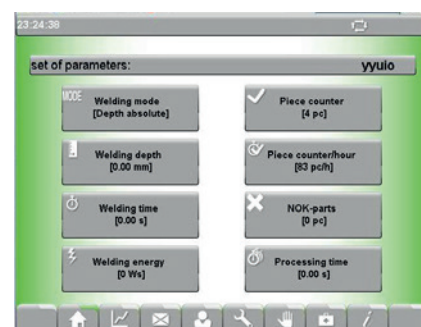 23:24:38
set of parameters: yyuio
MODE Welding mode
[Depth absolute]
Piece counter
[4 pc]
Welding depth
[0.00 mm]
Piece counter/hour
[83 pc/h]
Welding time
[0.00 s]
NOK-parts
[0 pc]
Welding energy
[0 Ws]
Processing time
[0.00 s]